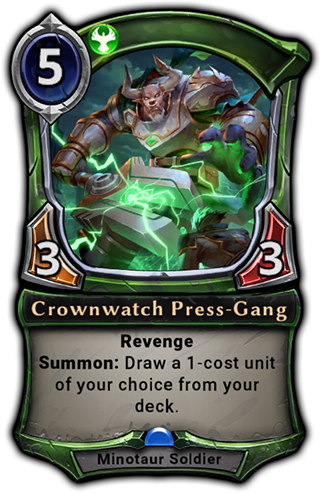 5
3
3
Crownwatch Press-Gang
Revenge
Summon: Draw a 1-cost unit
of your choice from your
deck.
Minotaur Soldier